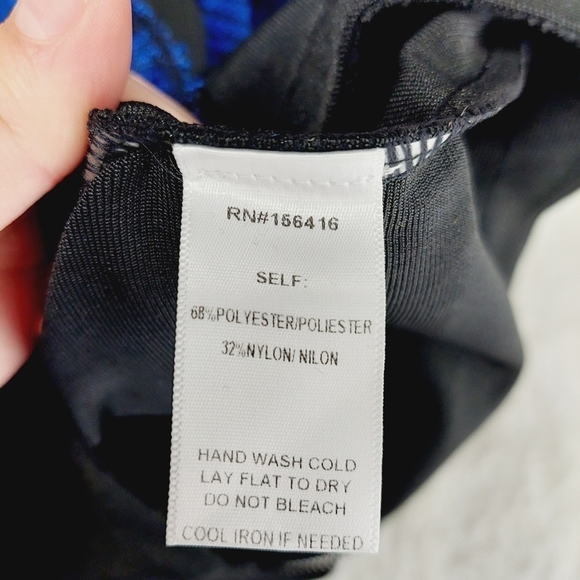 RN#156416
SELF:
68%POLYESTER/POLIESTER
32%NYLON/ NILON
HAND WASH COLD
LAY FLAT TO DRY
DO NOT BLEACH
COOL IRON IF NEEDED